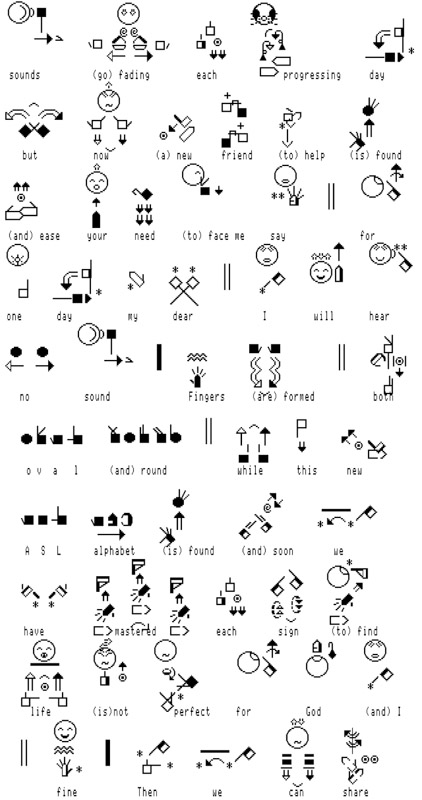 sounds (go) fading each progressing day
but now (a) new friend (to) help (is) found
(and) ease your need (to) face me say for
one day my dear I will hear
no sound Fingers (are) formed both
o v a l (and) round while this new
A S L alphabet (is) found (and) soon we
have mastered each sign (to) find
life (is)not perfect for God (and) I
fine Then we can share